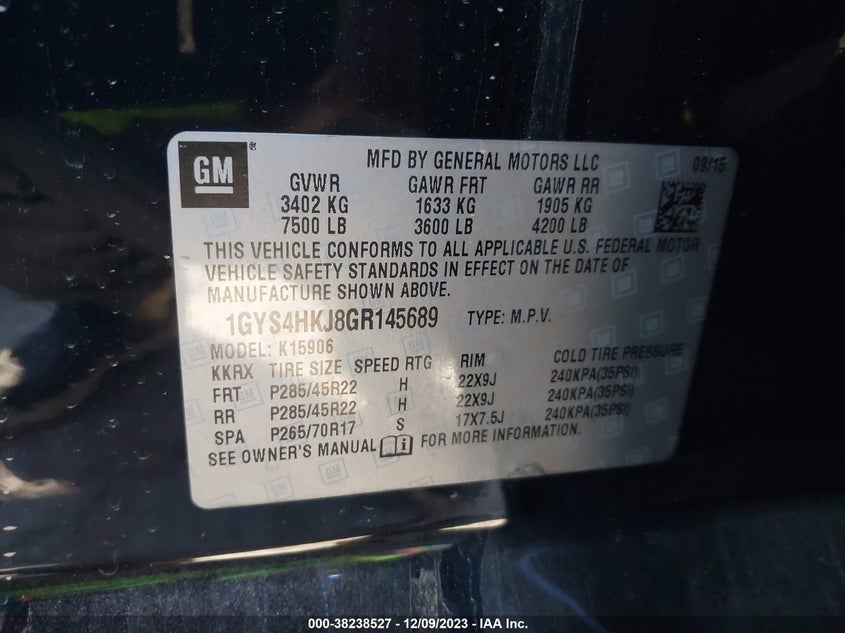 GM®
MFD BY GENERAL MOTORS LLC 09/15
GVWR GAWR FRT GAWR RR
3402 KG 1633 KG 1905 KG
7500 LB 3600 LB 4200 LB
THIS VEHICLE CONFORMS TO ALL APPLICABLE U.S. FEDERAL MOTOR
VEHICLE SAFETY STANDARDS IN EFFECT ON THE DATE OF
MANUFACTURE SHOWN ABOVE.
1GYS4HKJ8GR145689 TYPE: M.P.V.
MODEL: K15906
KKRX TIRE SIZE SPEED RTG RIM COLD TIRE PRESSURE
FRT P285/45R22 H 22X9J 240KPA(35PSI)
RR P285/45R22 H 22X9J 240KPA(35PSI)
SPA P265/70R17 S 17X7.5J 240KPA(35PSI)
SEE OWNER'S MANUAL FOR MORE INFORMATION.
000-38238527 - 12/09/2023 - IAA Inc.